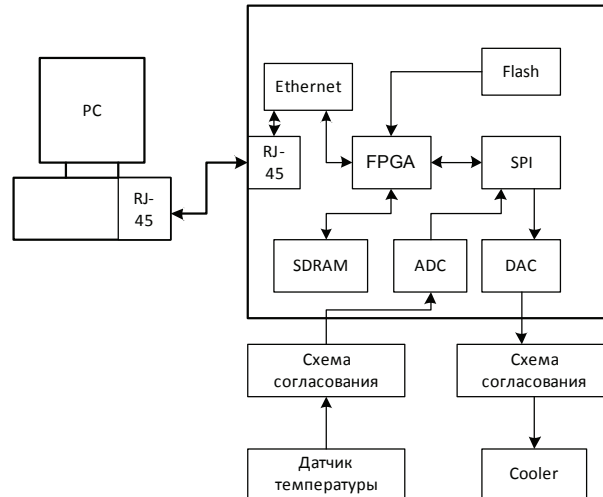 PC
RJ-
45
Ethernet
Flash
RJ-
45
FPGA
SPI
SDRAM
ADC
DAC
Схема
согласования
Схема
согласования
Датчик
температуры
Cooler